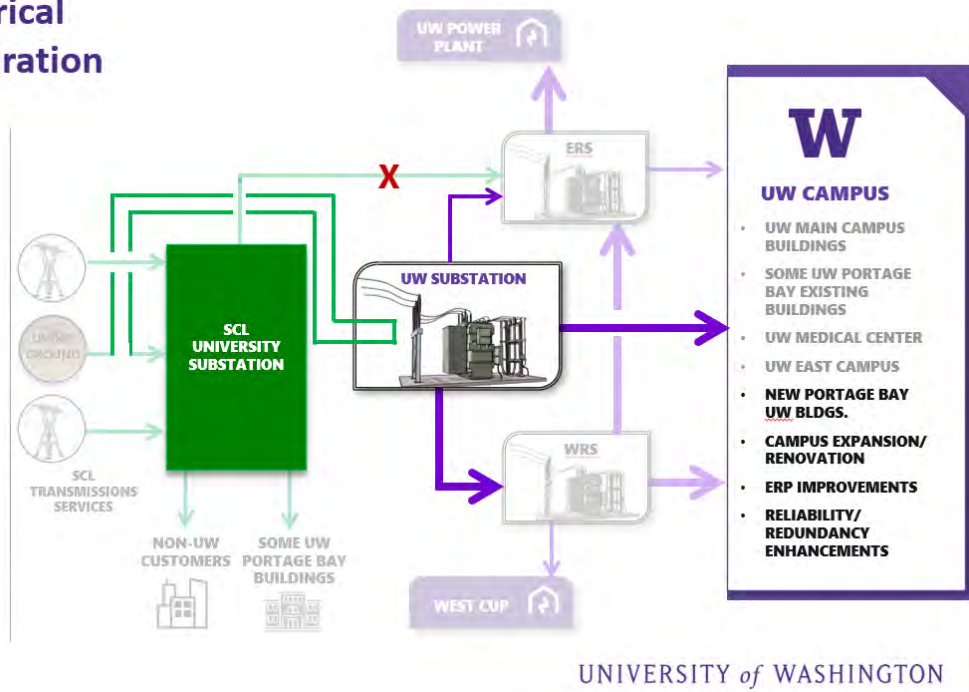 rical
ration
UW POWER
PLANT
ERS
X
W
UW CAMPUS
• UW MAIN CAMPUS
BUILDINGS
• SOME UW PORTAGE
BAY EXISTING
BUILDINGS
• UW MEDICAL CENTER
• UW EAST CAMPUS
• NEW PORTAGE BAY
UW BLDGS.
• CAMPUS EXPANSION/
RENOVATION
• ERP IMPROVEMENTS
• RELIABILITY/
REDUNDANCY
ENHANCEMENTS
UW SUBSTATION
SCL
UNIVERSITY
SUBSTATION
UNDER
GROUND
SCL
TRANSMISSIONS
SERVICES
WRS
NON-UW
CUSTOMERS
SOME UW
PORTAGE BAY
BUILDINGS
WEST CUP
UNIVERSITY of WASHINGTON